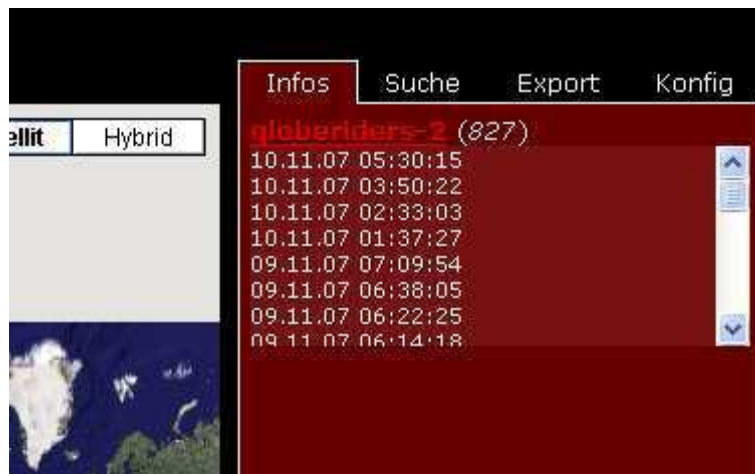 Infos Suche Export Konfig
ellit Hybrid
globeriders-2 (827)
10.11.07 05:30:15
10.11.07 03:50:22
10.11.07 02:33:03
10.11.07 01:37:27
09.11.07 07:09:54
09.11.07 06:38:05
09.11.07 06:22:25
09.11.07 06:14:18